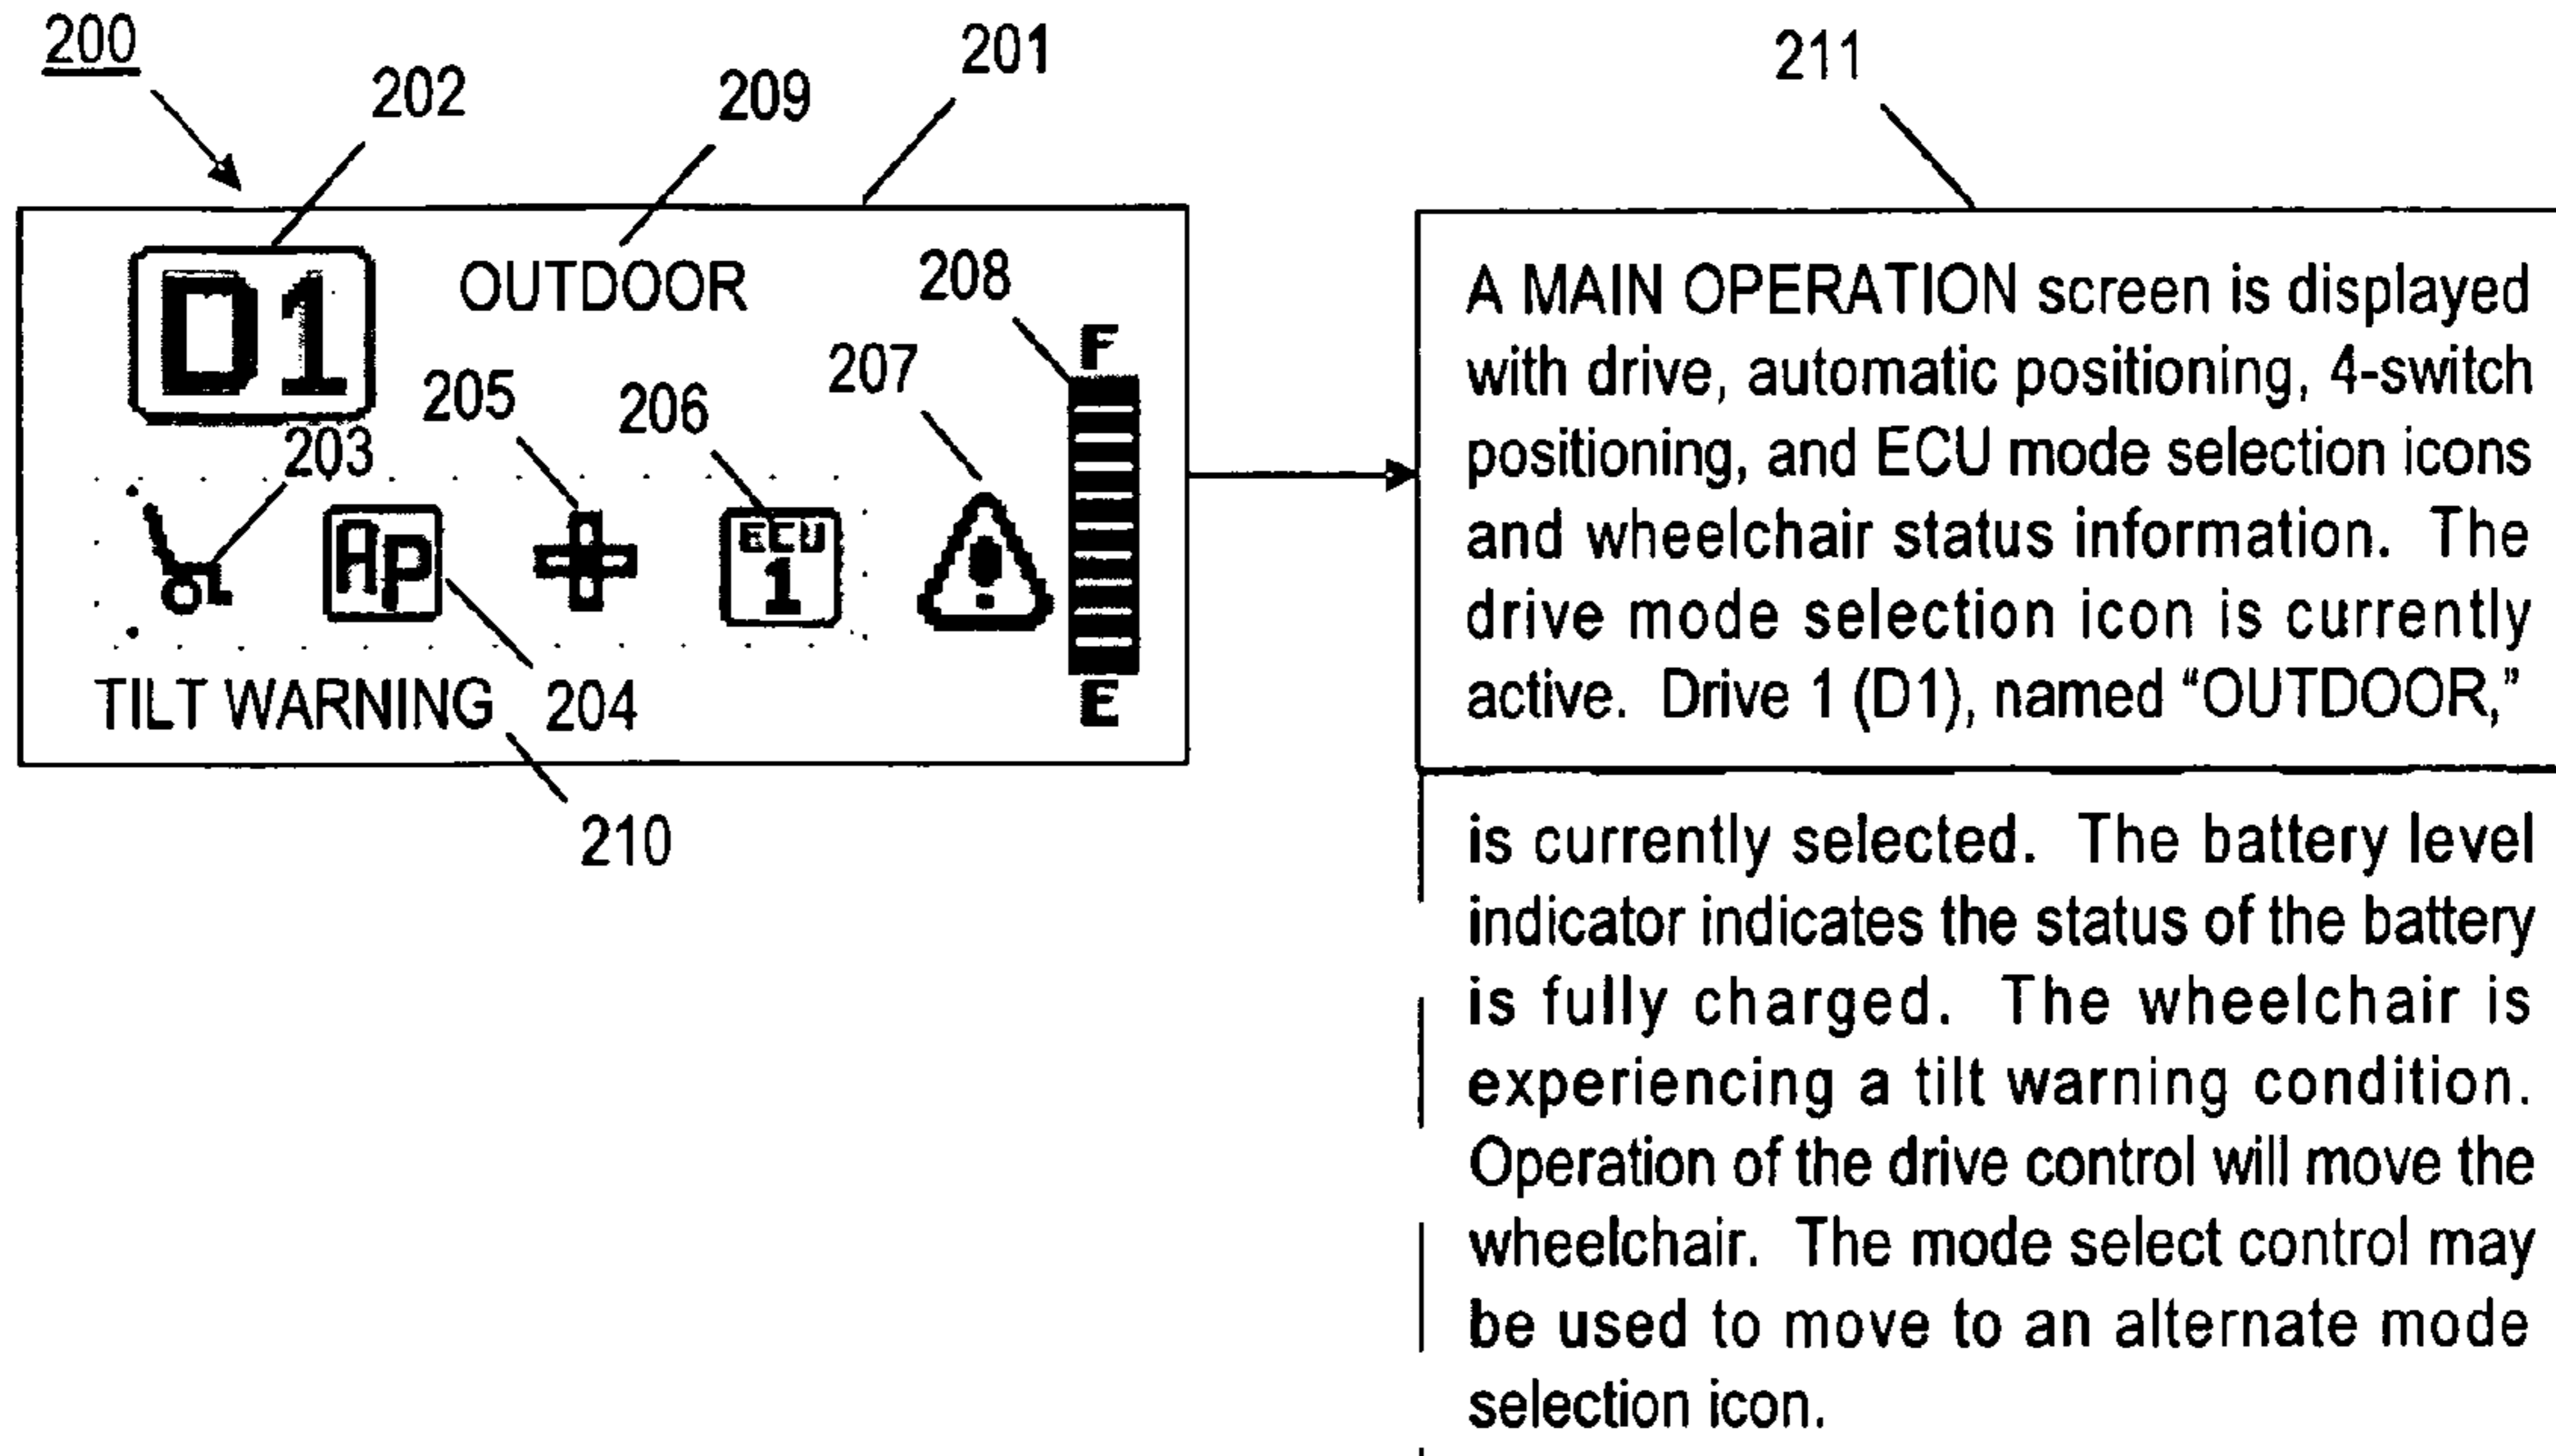 200
202
209
201
211
D1
OUTDOOR
208
F
207
205
206
203
AP
ECU
1
TILT WARNING
204
E
210
A MAIN OPERATION screen is displayed
with drive, automatic positioning, 4-switch
positioning, and ECU mode selection icons
and wheelchair status information. The
drive mode selection icon is currently
active. Drive 1 (D1), named “OUTDOOR,”
is currently selected. The battery level
indicator indicates the status of the battery
is fully charged. The wheelchair is
experiencing a tilt warning condition.
Operation of the drive control will move the
wheelchair. The mode select control may
be used to move to an alternate mode
selection icon.